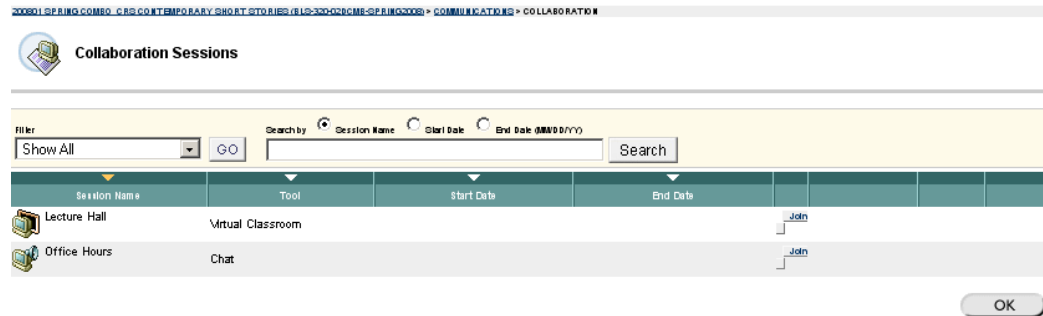 200801 SPRING COMBO CRS CONTEMPORARY SHORT STORIES (BLS-320-020CMB-SPRING2008) > COMMUNICATIONS > COLLABORATION
Collaboration Sessions
Filter
Search by Session Name Start Date End Date (MM/DD/YY)
Show All GO Search
Session Name Tool Start Date End Date
Lecture Hall Virtual Classroom Join
Office Hours Chat Join
OK